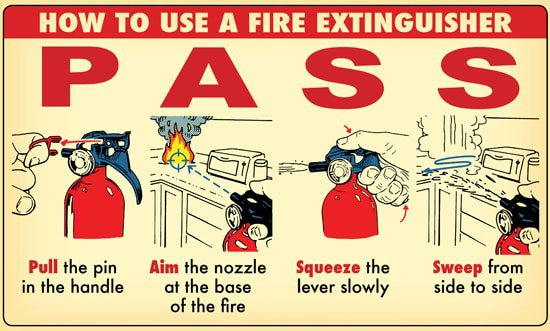 HOW TO USE A FIRE EXTINGUISHER
P A S S
Pull the pin
in the handle
Aim the nozzle
at the base
of the fire
Squeeze the
lever slowly
Sweep from
side to side